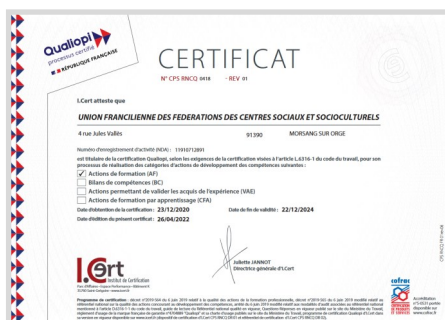 Qualiopi
processus certifié
RÉPUBLIQUE FRANÇAISE
CERTIFICAT
N° CPS RNCQ 0418 - REV 01
I.Cert atteste que
UNION FRANCILIENNE DES FEDERATIONS DES CENTRES SOCIAUX ET SOCIOCULTURELS
4 rue Jules Vallès 91390 MORSANG SUR ORGE
Numéro d'enregistrement d'activité (NDA) : 11910712891
est titulaire de la certification Qualiopi, selon les exigences de la certification visées à l'article L.6316-1 du code du travail, pour son
processus de réalisation des catégories d'actions de développement des compétences suivantes :
✓ Actions de formation (AF)
Bilans de compétences (BC)
Actions permettant de valider les acquis de l'expérience (VAE)
Actions de formation par apprentissage (CFA)
Date d'obtention de la certification : 23/12/2020 Date de fin de validité : 22/12/2024
Date d'édition du présent certificat : 26/04/2022
Juliette JANNOT
Directrice générale d'I.Cert
I.Cert
Institut de Certification
cofrac